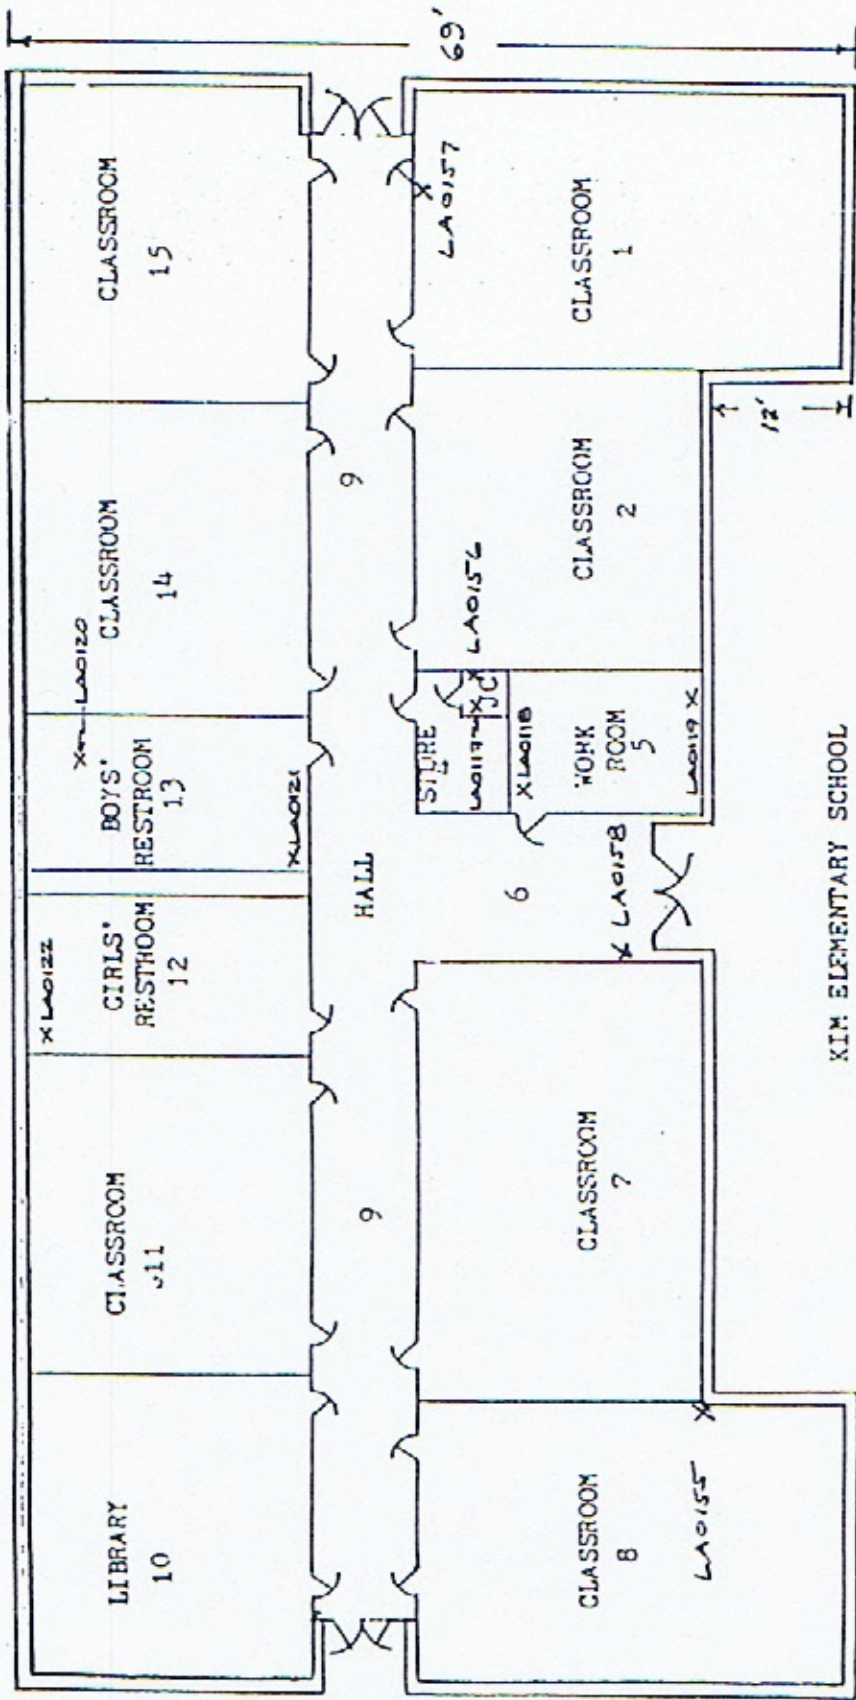 69'
LIBRARY
10
CLASSROOM
11
GIRLS'
RESTROOM
12
X LA0122
BOYS'
RESTROOM
13
X LA0120
X LA0121
CLASSROOM
14
CLASSROOM
15
9
HALL
9
CLASSROOM
8
LA0155
X
CLASSROOM
7
6
X LA0158
STORE
4
LA0117 X
JC
X LA0156
X LA0118
WORK
ROOM
5
LA0119 X
CLASSROOM
2
CLASSROOM
1
X
LA0157
12'
KIM ELEMENTARY SCHOOL